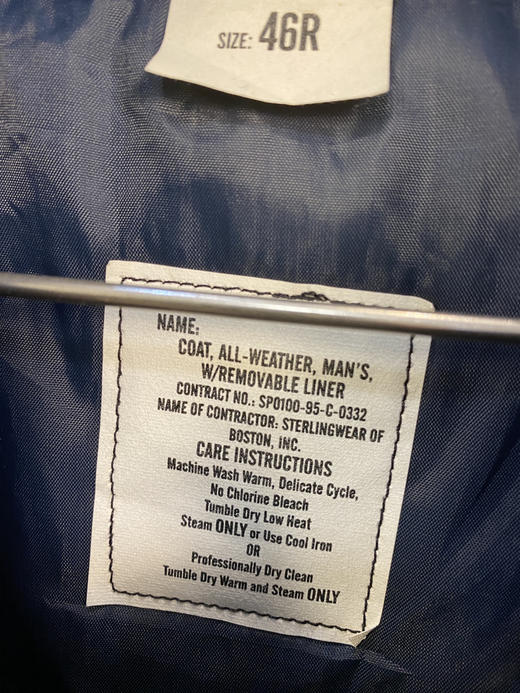 SIZE: 46R
NAME:
COAT, ALL-WEATHER, MAN'S,
W/REMOVABLE LINER
CONTRACT NO.: SPO100-95-C-0332
NAME OF CONTRACTOR: STERLINGWEAR OF
BOSTON, INC.
CARE INSTRUCTIONS
Machine Wash Warm, Delicate Cycle,
No Chlorine Bleach
Tumble Dry Low Heat
Steam ONLY or Use Cool Iron
OR
Professionally Dry Clean
Tumble Dry Warm and Steam ONLY